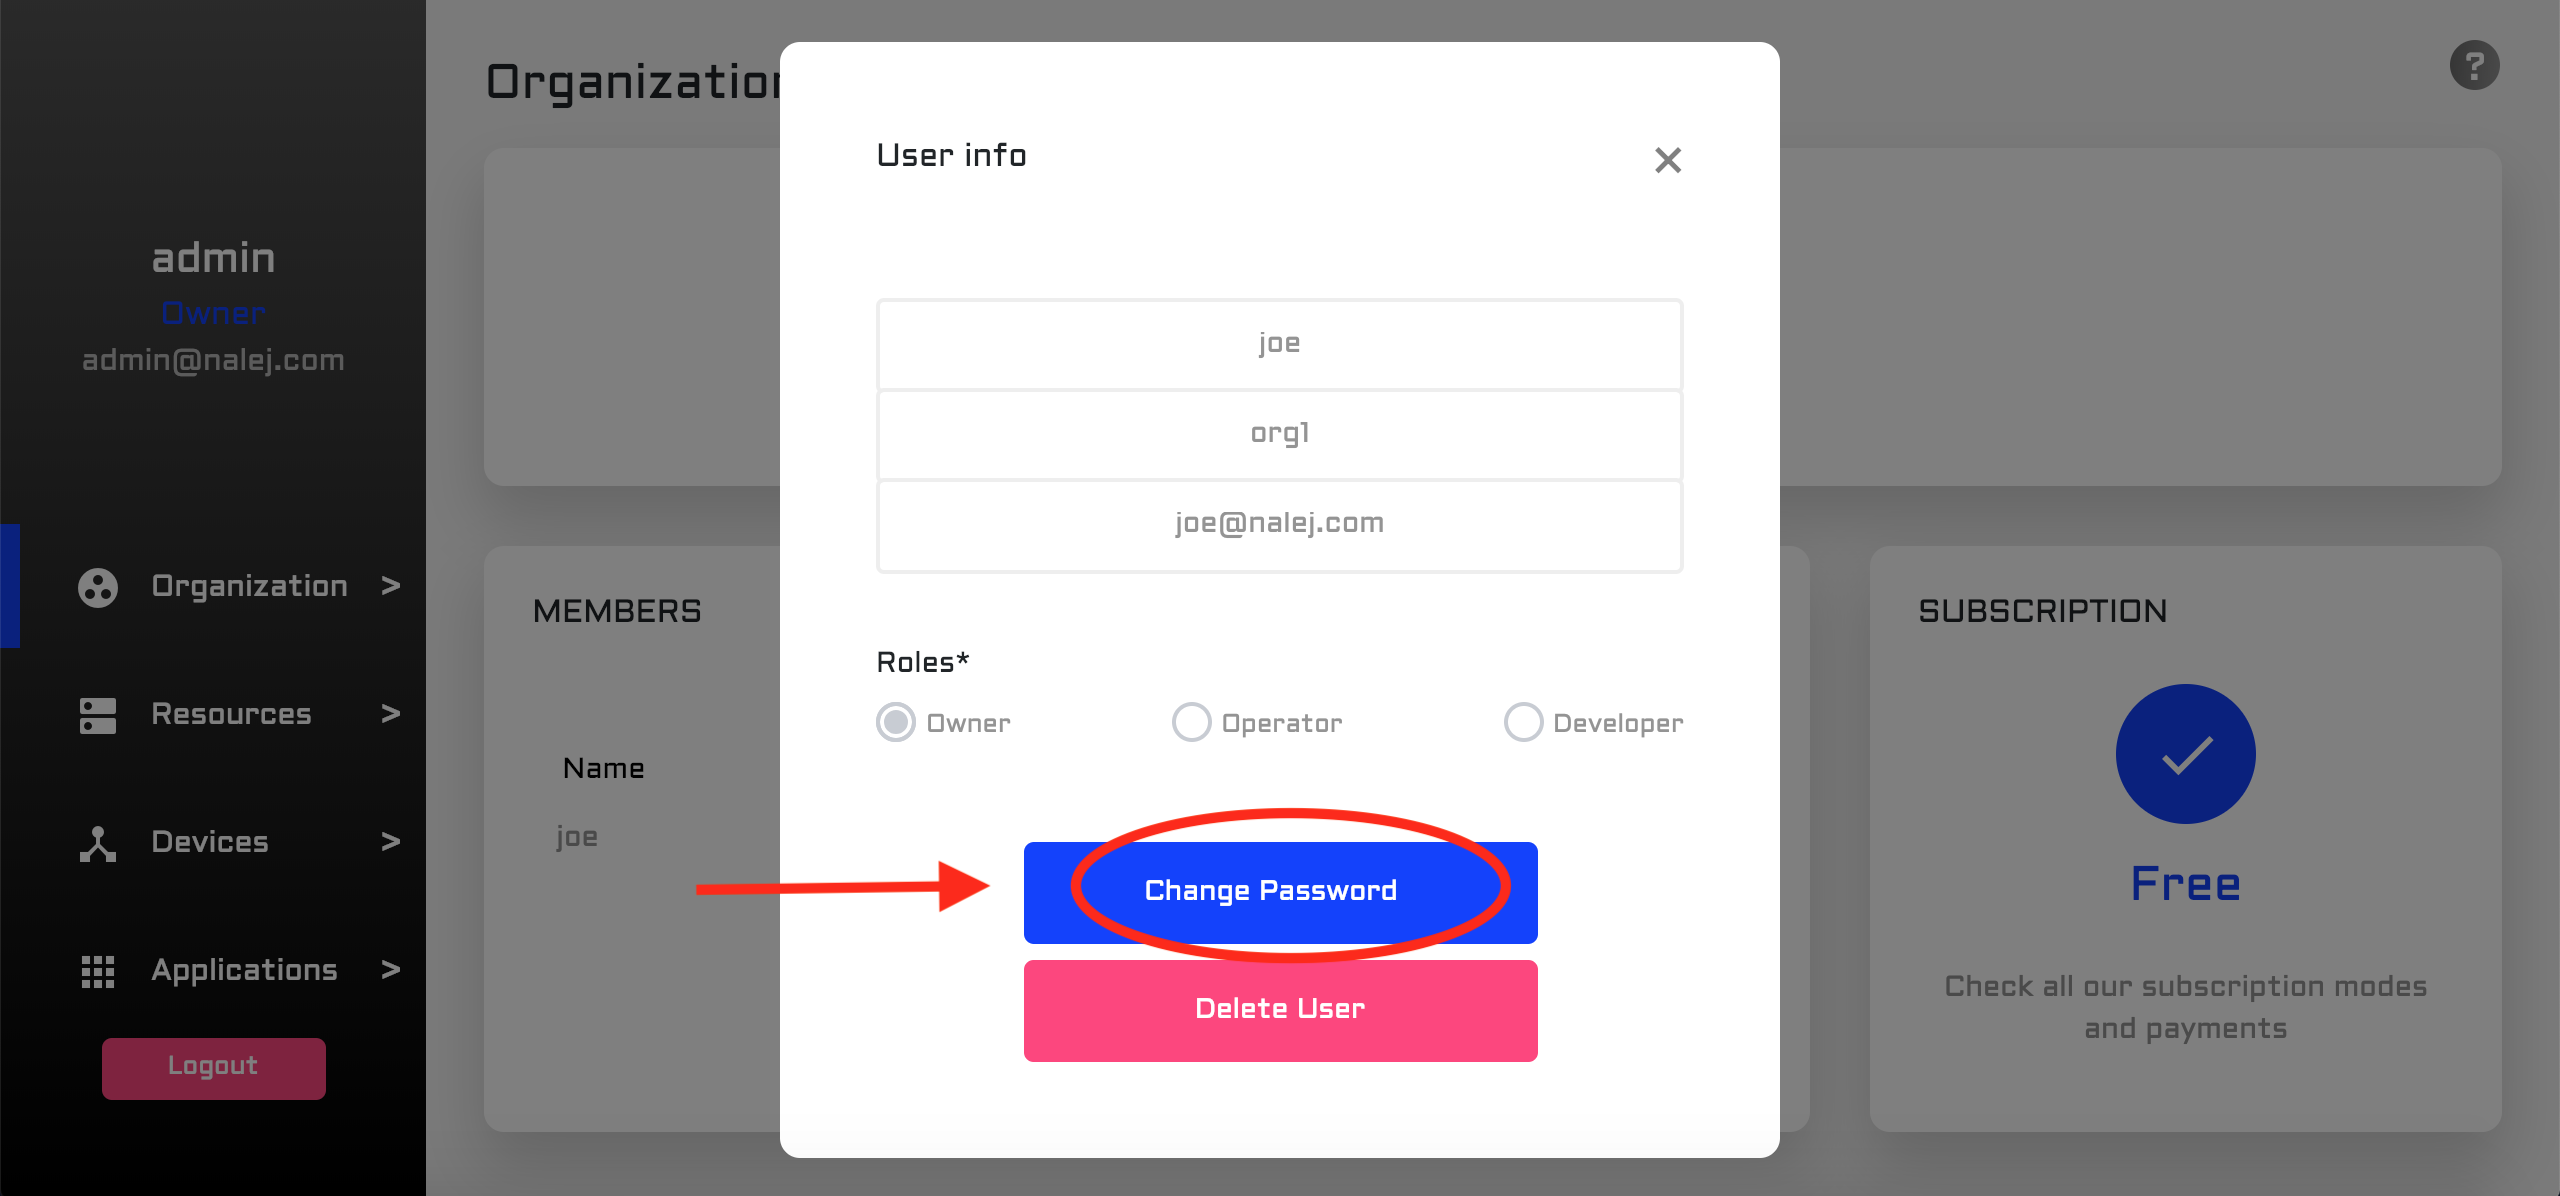 admin
Owner
admin@nalej.com
Organization >
Resources >
Devices >
Applications >
Logout
Organization
?
MEMBERS
Name
joe
User info
joe
org1
joe@nalej.com
Roles*
Owner Operator Developer
Change Password
Delete User
SUBSCRIPTION
Free
Check all our subscription modes
and payments